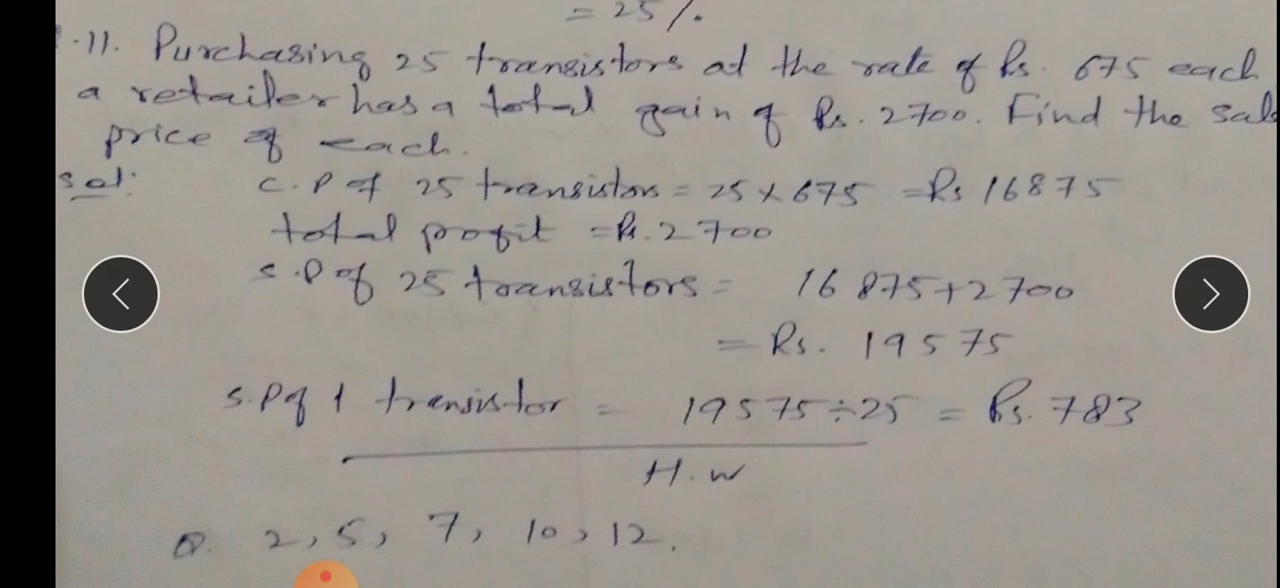 = 25%.
.11. Purchasing 25 transistors at the rate of Rs. 675 each
a retailer has a total gain of Rs. 2700. Find the sale
price of each.
Sol: C.P of 25 transistors = 25 x 675 = Rs 16875
total profit = Rs. 2700
S.P of 25 transistors = 16875+2700
= Rs. 19575
S.P of 1 transistor = 19575÷25 = Rs. 783
H.W
Q. 2, 5, 7, 10, 12.